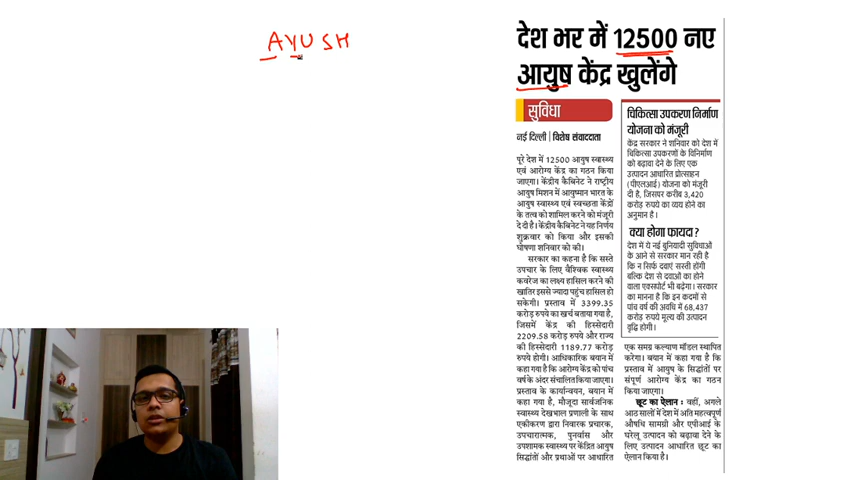 AYUSH
देश भर में 12500 नए
आयुष केंद्र खुलेंगे
सुविधा
नई दिल्ली | विशेष संवाददाता
पूरे देश में 12500 आयुष स्वास्थ्य
एवं आरोग्य केंद्र का गठन किया
जाएगा। केंद्रीय कैबिनेट ने राष्ट्रीय
आयुष मिशन में आयुष्मान भारत के
आयुष स्वास्थ्य एवं स्वच्छता केंद्रों
के तत्व को शामिल करने को मंजूरी
दे दी है। केंद्रीय कैबिनेट ने यह निर्णय
शुक्रवार को किया और इसकी
घोषणा शनिवार को की।
सरकार का कहना है कि सस्ते
उपचार के लिए वैश्विक स्वास्थ्य
कवरेज का लक्ष्य हासिल करने की
खातिर इससे ज्यादा पहुंच हासिल हो
सकेगी। प्रस्ताव में 3399.35
करोड़ रुपये का खर्च बताया गया है,
जिसमें केंद्र की हिस्सेदारी
2209.58 करोड़ रुपये और राज्य
की हिस्सेदारी 1189.77 करोड़
रुपये होगी। आधिकारिक बयान में
कहा गया है कि आरोग्य केंद्र को पांच
वर्ष के अंदर संचालित किया जाएगा।
प्रस्ताव के कार्यान्वयन, बयान में
कहा गया है, मौजूदा सार्वजनिक
स्वास्थ्य देखभाल प्रणाली के साथ
एकीकरण द्वारा निवारक प्रचारक,
उपचारात्मक, पुनर्वास और
उपशामक स्वास्थ्य पर केंद्रित आयुष
सिद्धांतों और प्रथाओं पर आधारित
चिकित्सा उपकरण निर्माण
योजना को मंजूरी
केंद्र सरकार ने शनिवार को देश में
चिकित्सा उपकरणों के विनिर्माण
को बढ़ावा देने के लिए एक
उत्पादन आधारित प्रोत्साहन
(पीएलआई) योजना को मंजूरी
दी है, जिसपर करीब 3,420
करोड़ रुपये का व्यय होने का
अनुमान है।
क्या होगा फायदा?
देश में ये नई बुनियादी सुविधाओं
के आने से सरकार मान रही है
कि न सिर्फ दवाएं सस्ती होंगी
बल्कि देश से दवाओं का होने
वाला एक्सपोर्ट भी बढ़ेगा। सरकार
का मानना है कि इन कदमों से
पांच वर्ष की अवधि में 68,437
करोड़ रुपये मूल्य की उत्पादन
वृद्धि होगी।
एक समग्र कल्याण मॉडल स्थापित
करेगा। बयान में कहा गया है कि
प्रस्ताव में आयुष के सिद्धांतों पर
संपूर्ण आरोग्य केंद्र का गठन
किया जाएगा।
छूट का ऐलान : वहीं, अगले
आठ सालों में देश में अति महत्वपूर्ण
औषधि सामग्री और एपीआई के
घरेलू उत्पादन को बढ़ावा देने के
लिए उत्पादन आधारित छूट का
ऐलान किया है।